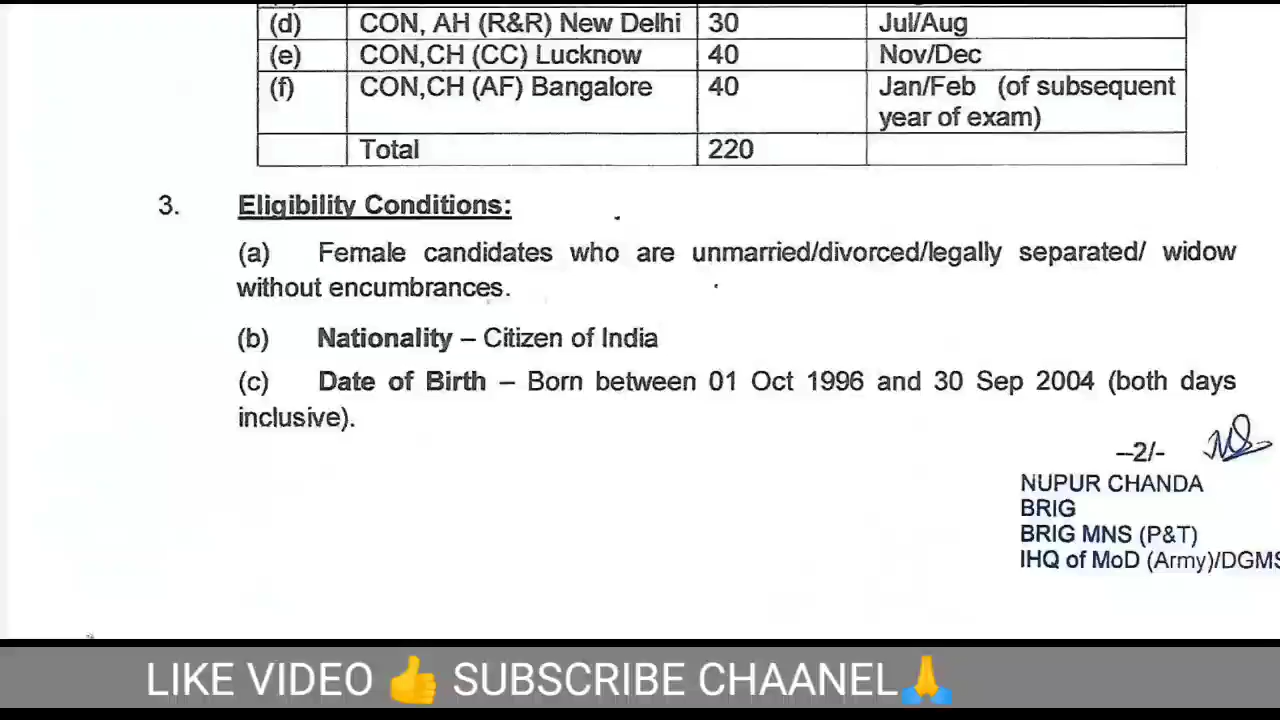 (d) CON, AH (R&R) New Delhi 30 Jul/Aug
(e) CON,CH (CC) Lucknow 40 Nov/Dec
(f) CON,CH (AF) Bangalore 40 Jan/Feb (of subsequent
year of exam)
Total 220
3. Eligibility Conditions:
(a) Female candidates who are unmarried/divorced/legally separated/ widow
without encumbrances.
(b) Nationality – Citizen of India
(c) Date of Birth – Born between 01 Oct 1996 and 30 Sep 2004 (both days
inclusive).
--2/-
NUPUR CHANDA
BRIG
BRIG MNS (P&T)
IHQ of MoD (Army)/DGMS
LIKE VIDEO 👍 SUBSCRIBE CHAANEL🙏